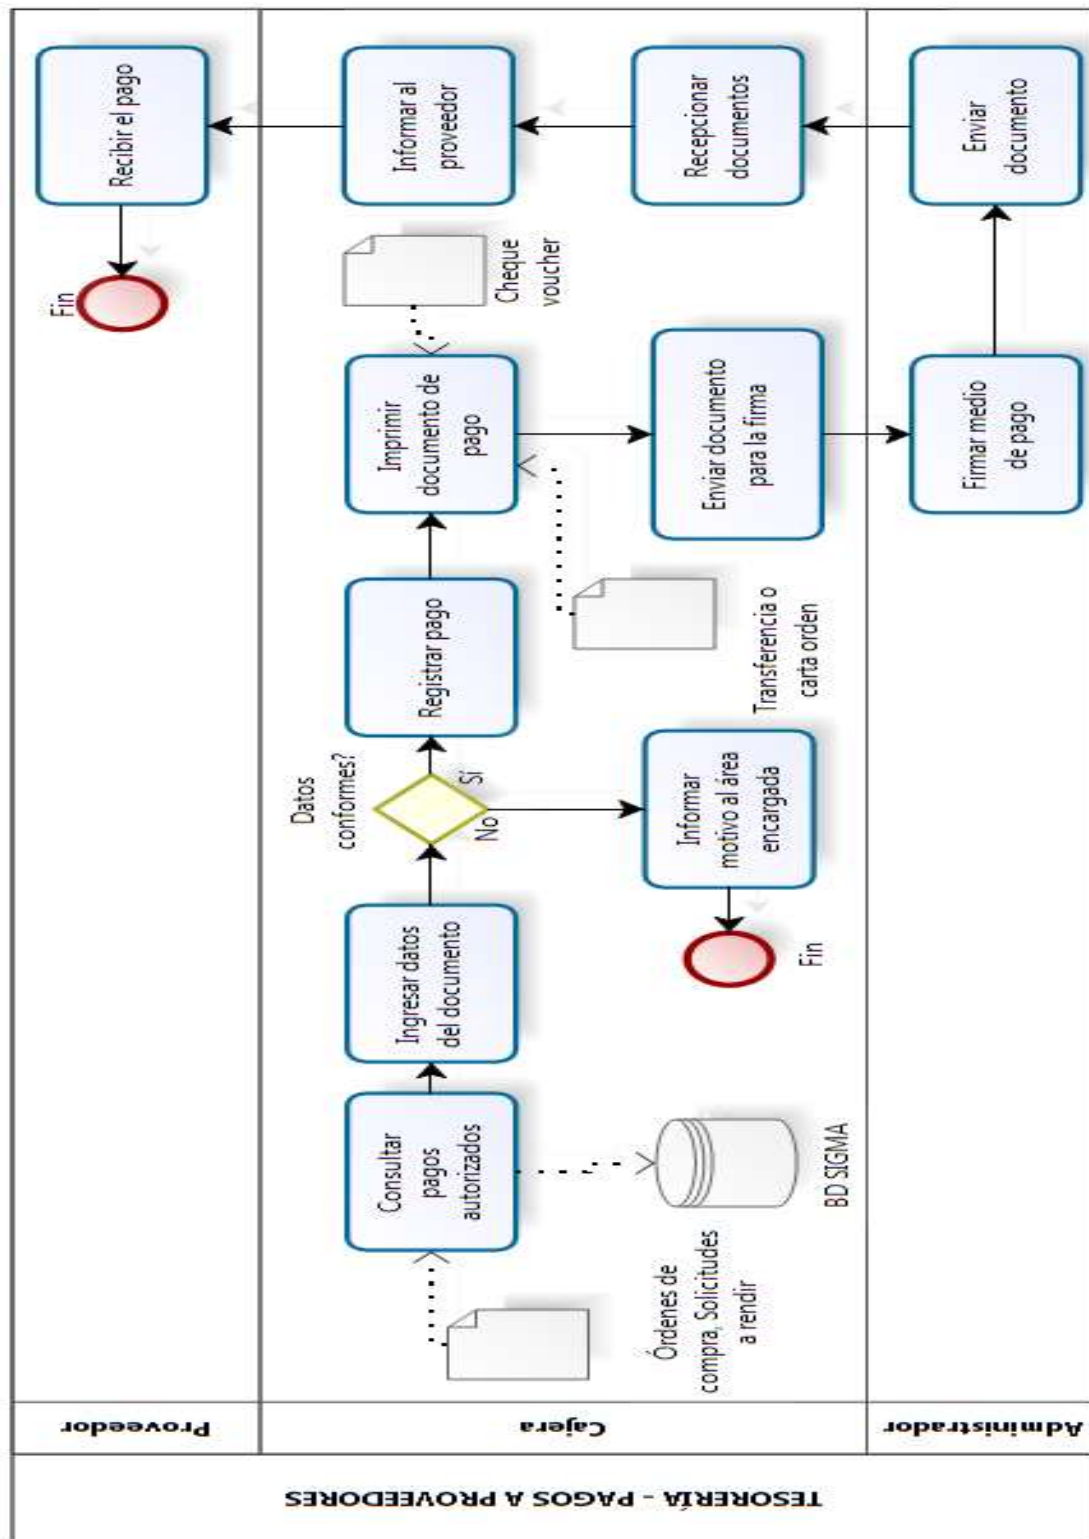 TESORERÍA - PAGOS A PROVEEDORES
Proveedor
Cajera
Administrador
Órdenes de
compra, Solicitudes
a rendir
Consultar
pagos
autorizados
BD SIGMA
Ingresar datos
del documento
Datos
conformes?
Sí
No
Informar
motivo al área
encargada
Fin
Registrar pago
Transferencia o
carta orden
Imprimir
documento de
pago
Cheque
voucher
Enviar documento
para la firma
Firmar medio
de pago
Enviar
documento
Recepcionar
documentos
Informar al
proveedor
Recibir el pago
Fin